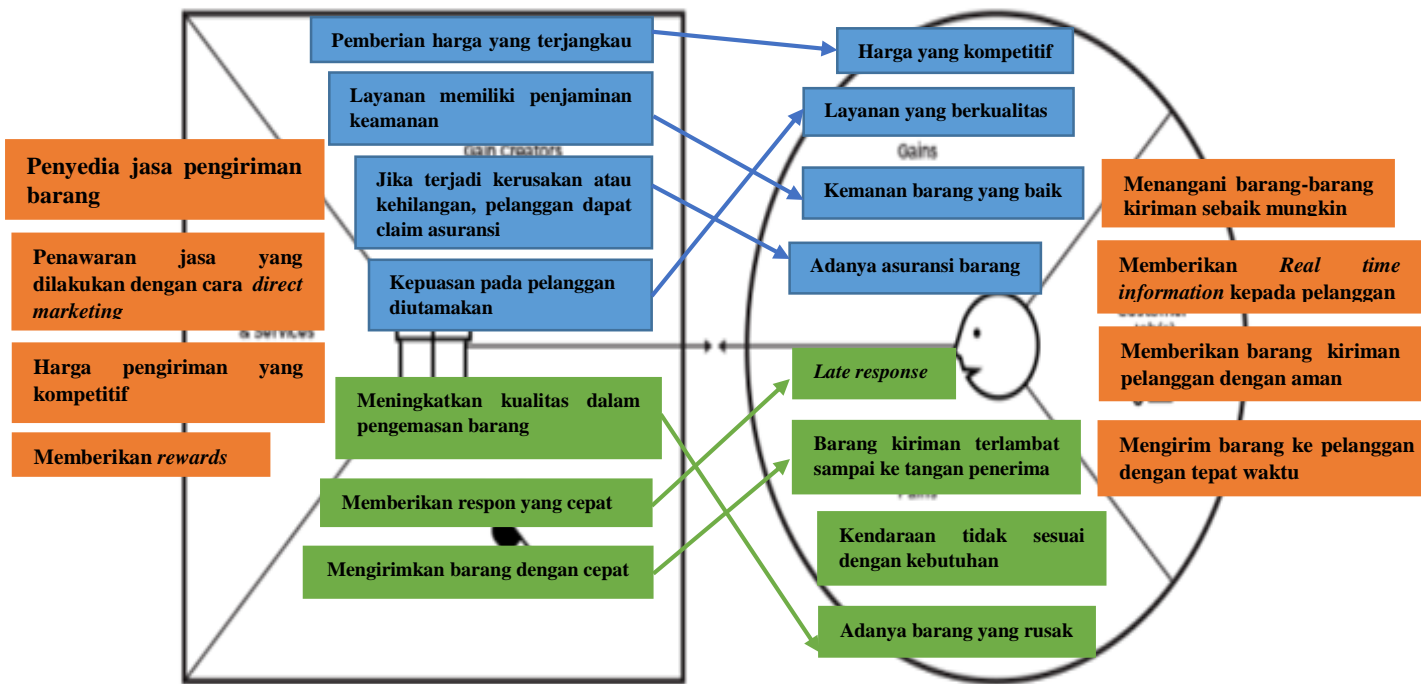 Pemberian harga yang terjangkau
Layanan memiliki penjaminan
keamanan
Gain Creators
Jika terjadi kerusakan atau
kehilangan, pelanggan dapat
claim asuransi
Kepuasan pada pelanggan
diutamakan
Penyedia jasa pengiriman
barang
Penawaran jasa yang
dilakukan dengan cara direct
marketing
& Services
Harga pengiriman yang
kompetitif
Memberikan rewards
Meningkatkan kualitas dalam
pengemasan barang
Memberikan respon yang cepat
Mengirimkan barang dengan cepat
Harga yang kompetitif
Layanan yang berkualitas
Gains
Kemanan barang yang baik
Adanya asuransi barang
Late response
Barang kiriman terlambat
sampai ke tangan penerima
Pains
Kendaraan tidak sesuai
dengan kebutuhan
Adanya barang yang rusak
Menangani barang-barang
kiriman sebaik mungkin
Memberikan Real time
information kepada pelanggan
Customer
Memberikan barang kiriman
pelanggan dengan aman
Mengirim barang ke pelanggan
dengan tepat waktu